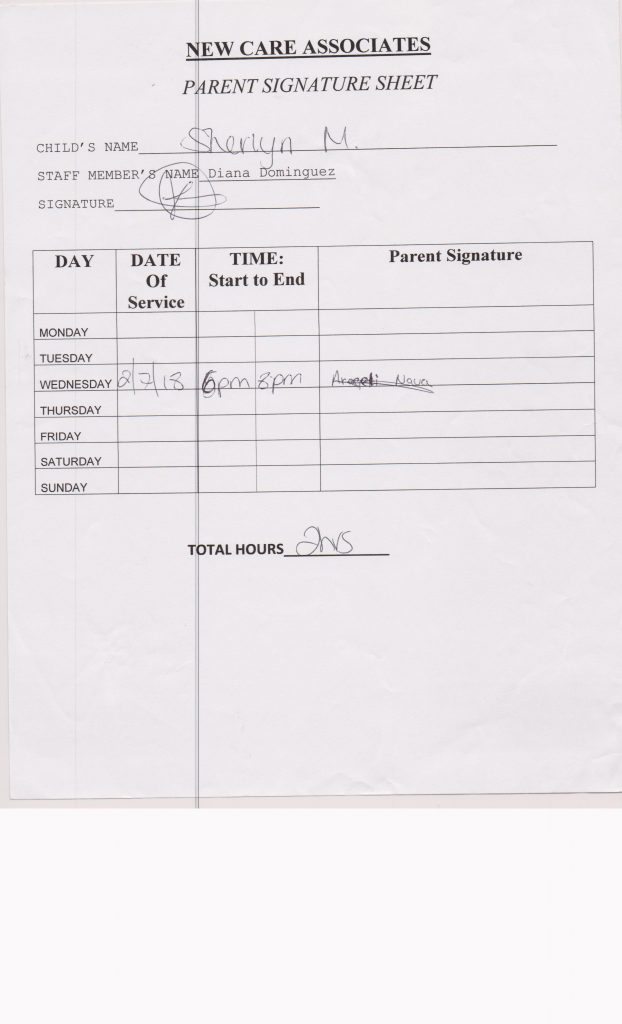 NEW CARE ASSOCIATES
PARENT SIGNATURE SHEET
CHILD'S NAME Sherlyn M.
STAFF MEMBER'S NAME Diana Dominguez
SIGNATURE
DAY DATE Of Service TIME: Start to End Parent Signature
MONDAY
TUESDAY
WEDNESDAY 2/7/18 6pm 8pm Araceli Nava
THURSDAY
FRIDAY
SATURDAY
SUNDAY
TOTAL HOURS 2hrs